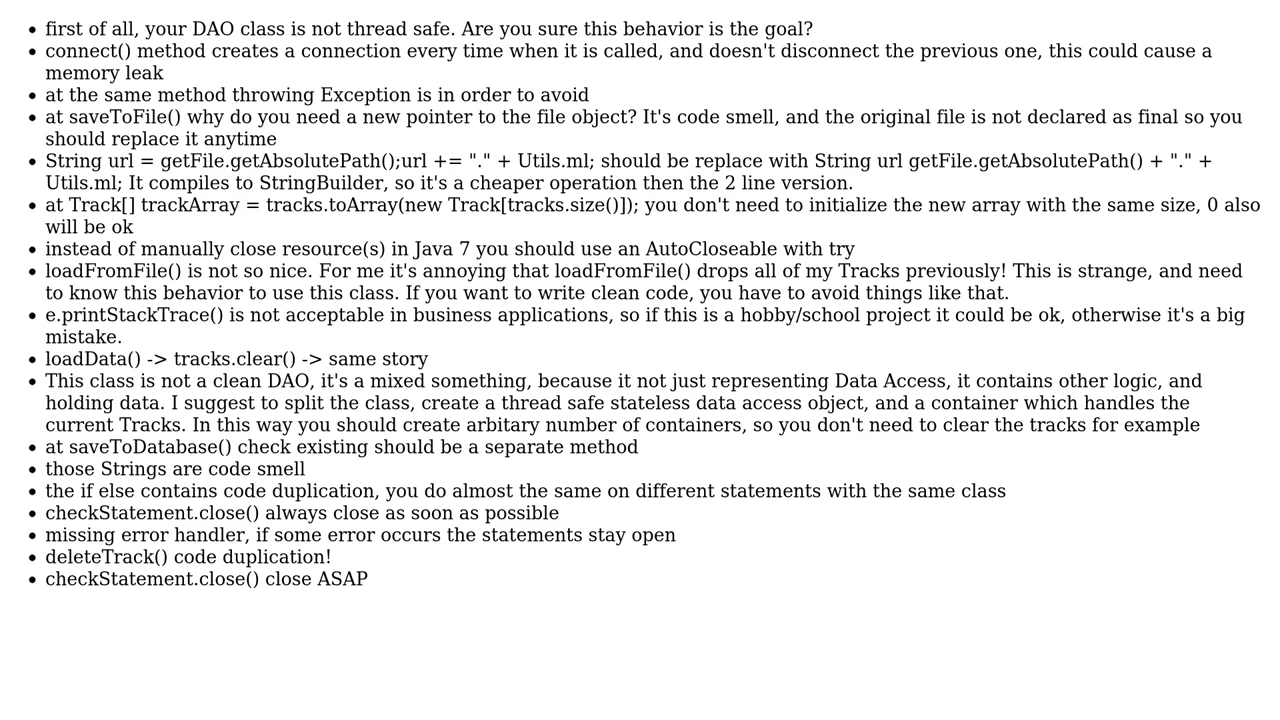 • first of all, your DAO class is not thread safe. Are you sure this behavior is the goal?
• connect() method creates a connection every time when it is called, and doesn't disconnect the previous one, this could cause a
memory leak
• at the same method throwing Exception is in order to avoid
• at saveToFile() why do you need a new pointer to the file object? It's code smell, and the original file is not declared as final so you
should replace it anytime
• String url = getFile.getAbsolutePath();url += "." + Utils.ml; should be replace with String url getFile.getAbsolutePath() + "." +
Utils.ml; It compiles to StringBuilder, so it's a cheaper operation then the 2 line version.
• at Track[] trackArray = tracks.toArray(new Track[tracks.size()]); you don't need to initialize the new array with the same size, 0 also
will be ok
• instead of manually close resource(s) in Java 7 you should use an AutoCloseable with try
• loadFromFile() is not so nice. For me it's annoying that loadFromFile() drops all of my Tracks previously! This is strange, and need
to know this behavior to use this class. If you want to write clean code, you have to avoid things like that.
• e.printStackTrace() is not acceptable in business applications, so if this is a hobby/school project it could be ok, otherwise it's a big
mistake.
• loadData() -> tracks.clear() -> same story
• This class is not a clean DAO, it's a mixed something, because it not just representing Data Access, it contains other logic, and
holding data. I suggest to split the class, create a thread safe stateless data access object, and a container which handles the
current Tracks. In this way you should create arbitary number of containers, so you don't need to clear the tracks for example
• at saveToDatabase() check existing should be a separate method
• those Strings are code smell
• the if else contains code duplication, you do almost the same on different statements with the same class
• checkStatement.close() always close as soon as possible
• missing error handler, if some error occurs the statements stay open
• deleteTrack() code duplication!
• checkStatement.close() close ASAP